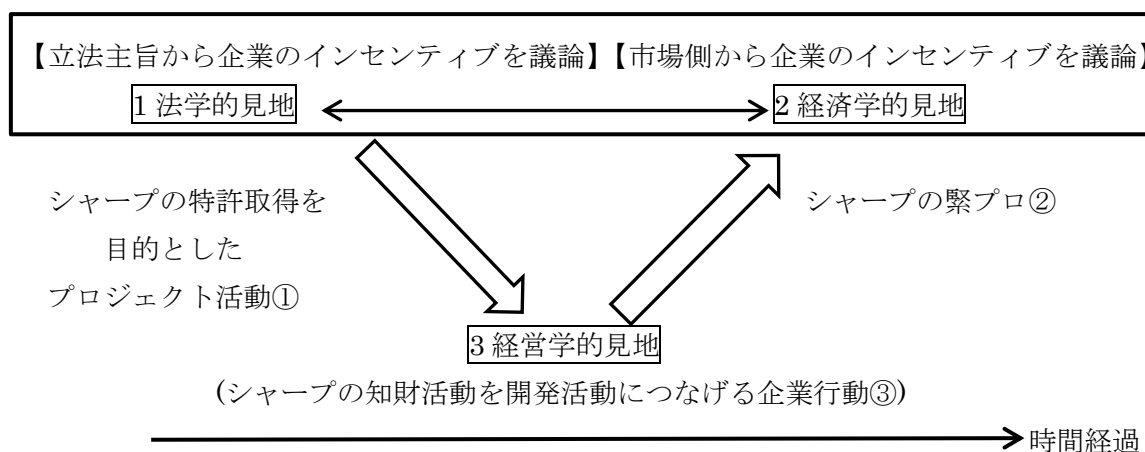 【立法主旨から企業のインセンティブを議論】【市場側から企業のインセンティブを議論】
1 法学的見地
2 経済学的見地
シャープの特許取得を
目的とした
プロジェクト活動①
シャープの緊プロ②
3 経営学的見地
(シャープの知財活動を開発活動につなげる企業行動③)
時間経過